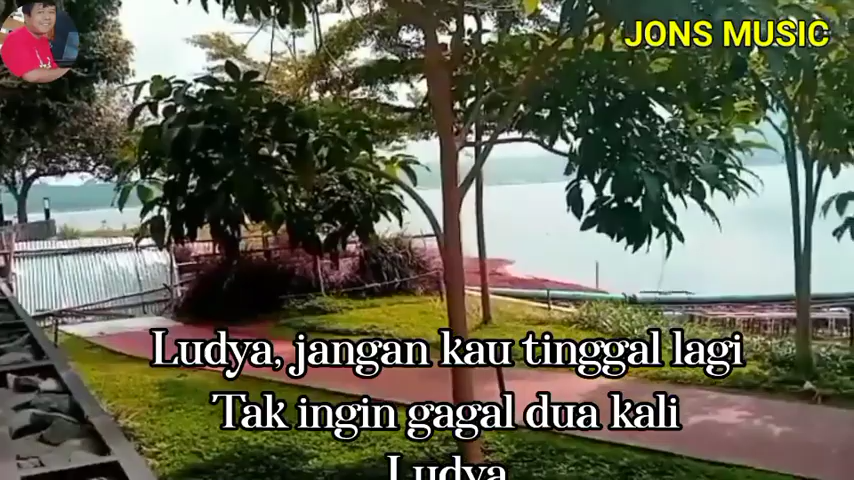 JONS MUSIC
Ludya, jangan kau tinggal lagi
Tak ingin gagal dua kali
Ludya